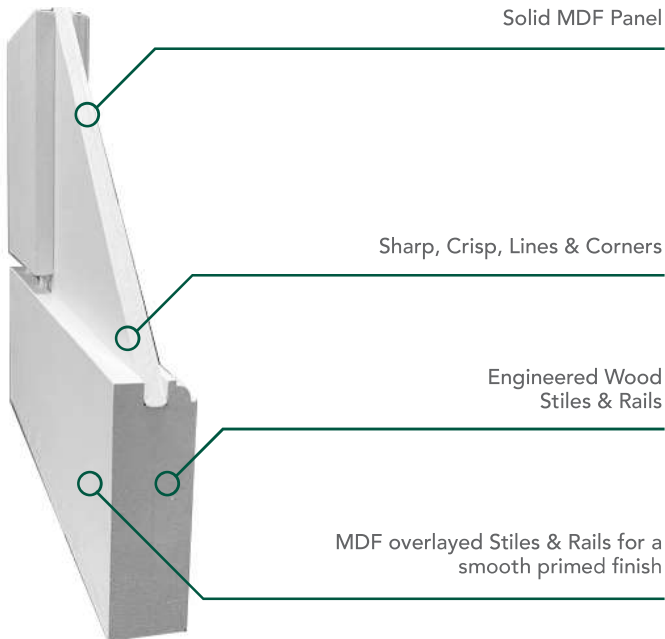 Solid MDF Panel
Sharp, Crisp, Lines & Corners
Engineered Wood
Stiles & Rails
MDF overlayed Stiles & Rails for a
smooth primed finish